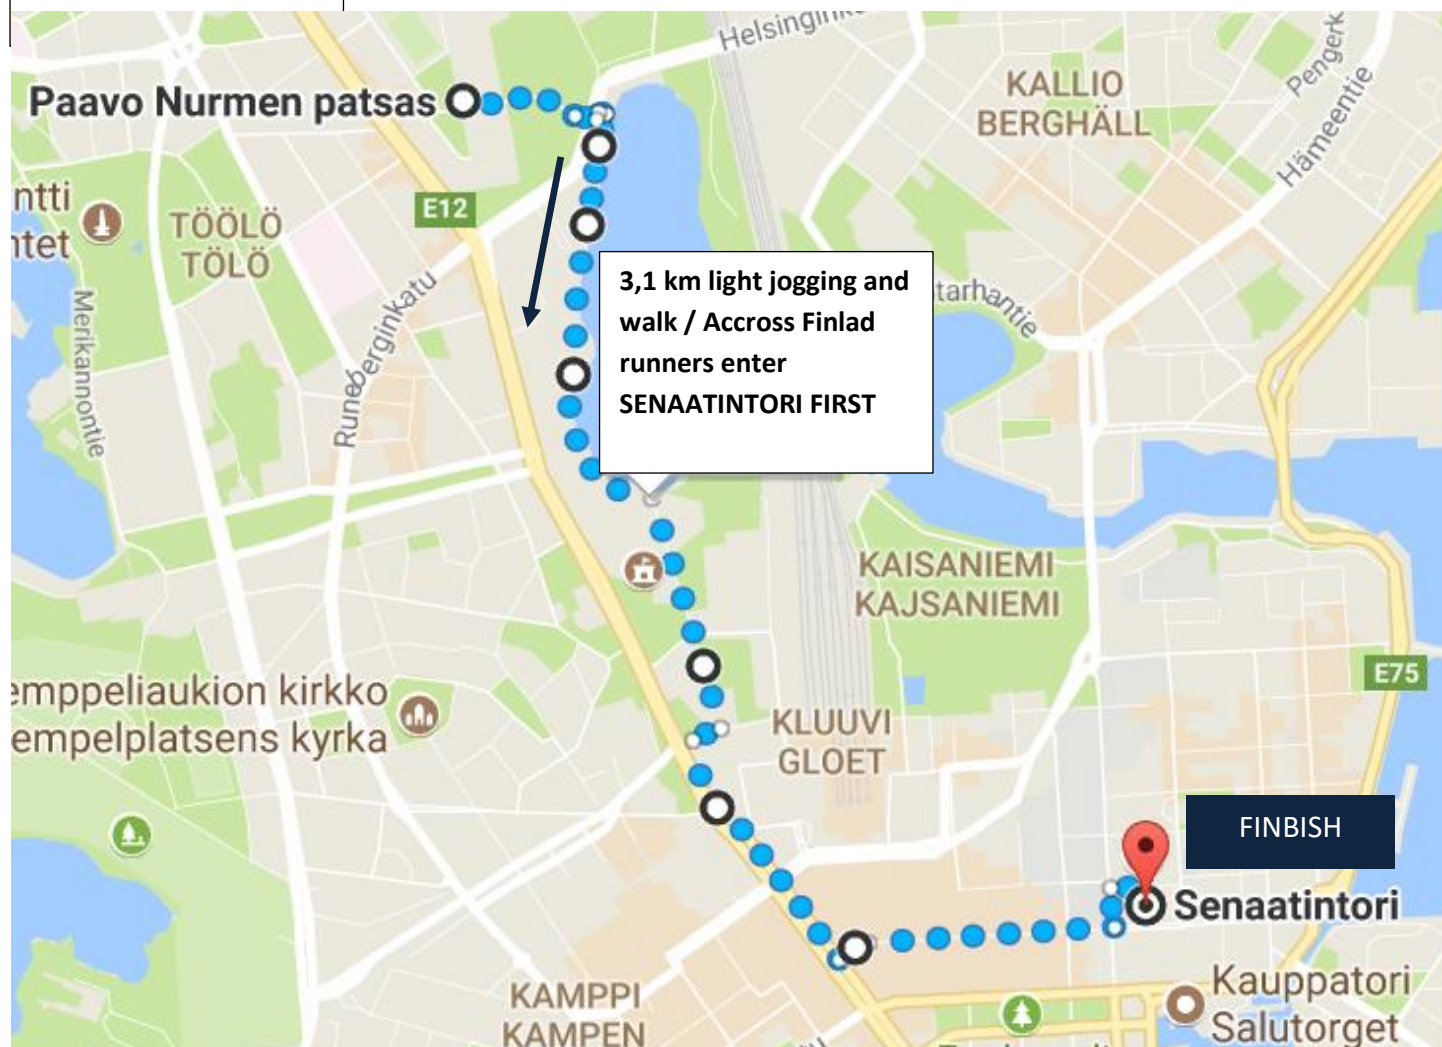 Helsingink
KALLIO
BERGHÄLL
Pengerk
Hämeentie
Paavo Nurmen patsas
E12
ntti
ntet
TÖÖLÖ
TÖLÖ
Merikannontie
Runeberginkatu
3,1 km light jogging and
walk / Accross Finlad
runners enter
SENAATINTORI FIRST
tarhantie
KAISANIEMI
KAJSANIEMI
E75
emppeliaukion kirkko
empelplatsens kyrka
KLUUVI
GLOET
FINBISH
Senaatintori
KAMPPI
KAMPEN
Kauppatori
Salutorget